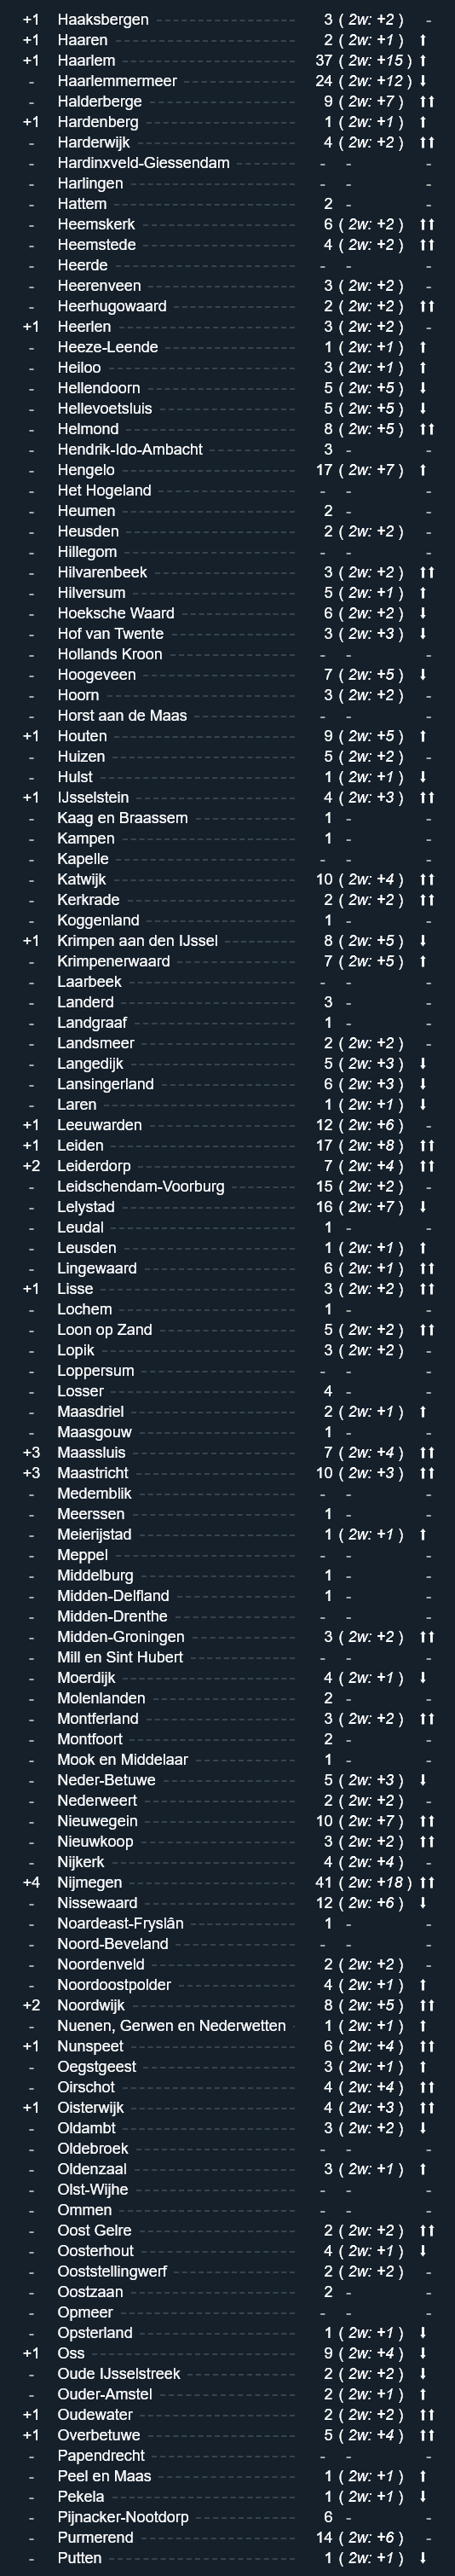 +1 Haaksbergen 3 ( 2w: +2 ) -
+1 Haaren 2 ( 2w: +1 ) ⬆
+1 Haarlem 37 ( 2w: +15 ) ⬆
- Haarlemmermeer 24 ( 2w: +12 ) ⬇
- Halderberge 9 ( 2w: +7 ) ⬆⬆
+1 Hardenberg 1 ( 2w: +1 ) ⬆
- Harderwijk 4 ( 2w: +2 ) ⬆⬆
- Hardinxveld-Giessendam - - -
- Harlingen - - -
- Hattem 2 - -
- Heemskerk 6 ( 2w: +2 ) ⬆⬆
- Heemstede 4 ( 2w: +2 ) ⬆⬆
- Heerde - - -
- Heerenveen 3 ( 2w: +2 ) -
- Heerhugowaard 2 ( 2w: +2 ) ⬆⬆
+1 Heerlen 3 ( 2w: +2 ) -
- Heeze-Leende 1 ( 2w: +1 ) ⬆
- Heiloo 3 ( 2w: +1 ) ⬆
- Hellendoorn 5 ( 2w: +5 ) ⬇
- Hellevoetsluis 5 ( 2w: +5 ) ⬇
- Helmond 8 ( 2w: +5 ) ⬆⬆
- Hendrik-Ido-Ambacht 3 - -
- Hengelo 17 ( 2w: +7 ) ⬆
- Het Hogeland - - -
- Heumen 2 - -
- Heusden 2 ( 2w: +2 ) -
- Hillegom - - -
- Hilvarenbeek 3 ( 2w: +2 ) ⬆⬆
- Hilversum 5 ( 2w: +1 ) ⬆
- Hoeksche Waard 6 ( 2w: +2 ) ⬇
- Hof van Twente 3 ( 2w: +3 ) ⬇
- Hollands Kroon - - -
- Hoogeveen 7 ( 2w: +5 ) ⬇
- Hoorn 3 ( 2w: +2 ) -
- Horst aan de Maas - - -
+1 Houten 9 ( 2w: +5 ) ⬆
- Huizen 5 ( 2w: +2 ) -
- Hulst 1 ( 2w: +1 ) ⬇
+1 IJsselstein 4 ( 2w: +3 ) ⬆⬆
- Kaag en Braassem 1 - -
- Kampen 1 - -
- Kapelle - - -
- Katwijk 10 ( 2w: +4 ) ⬆⬆
- Kerkrade 2 ( 2w: +2 ) ⬆⬆
- Koggenland 1 - -
+1 Krimpen aan den IJssel 8 ( 2w: +5 ) ⬇
- Krimpenerwaard 7 ( 2w: +5 ) ⬆
- Laarbeek - - -
- Landerd 3 - -
- Landgraaf 1 - -
- Landsmeer 2 ( 2w: +2 ) -
- Langedijk 5 ( 2w: +3 ) ⬇
- Lansingerland 6 ( 2w: +3 ) ⬇
- Laren 1 ( 2w: +1 ) ⬇
+1 Leeuwarden 12 ( 2w: +6 ) -
+1 Leiden 17 ( 2w: +8 ) ⬆⬆
+2 Leiderdorp 7 ( 2w: +4 ) ⬆⬆
- Leidschendam-Voorburg 15 ( 2w: +2 ) -
- Lelystad 16 ( 2w: +7 ) ⬇
- Leudal 1 - -
- Leusden 1 ( 2w: +1 ) ⬆
- Lingewaard 6 ( 2w: +1 ) ⬆⬆
+1 Lisse 3 ( 2w: +2 ) ⬆⬆
- Lochem 1 - -
- Loon op Zand 5 ( 2w: +2 ) ⬆⬆
- Lopik 3 ( 2w: +2 ) -
- Loppersum - - -
- Losser 4 - -
- Maasdriel 2 ( 2w: +1 ) ⬆
- Maasgouw 1 - -
+3 Maassluis 7 ( 2w: +4 ) ⬆⬆
+3 Maastricht 10 ( 2w: +3 ) ⬆⬆
- Medemblik - - -
- Meerssen 1 - -
- Meierijstad 1 ( 2w: +1 ) ⬆
- Meppel - - -
- Middelburg 1 - -
- Midden-Delfland 1 - -
- Midden-Drenthe - - -
- Midden-Groningen 3 ( 2w: +2 ) ⬆⬆
- Mill en Sint Hubert - - -
- Moerdijk 4 ( 2w: +1 ) ⬇
- Molenlanden 2 - -
- Montferland 3 ( 2w: +2 ) ⬆⬆
- Montfoort 2 - -
- Mook en Middelaar 1 - -
- Neder-Betuwe 5 ( 2w: +3 ) ⬇
- Nederweert 2 ( 2w: +2 ) -
- Nieuwegein 10 ( 2w: +7 ) ⬆⬆
- Nieuwkoop 3 ( 2w: +2 ) ⬆⬆
- Nijkerk 4 ( 2w: +4 ) -
+4 Nijmegen 41 ( 2w: +18 ) ⬆⬆
- Nissewaard 12 ( 2w: +6 ) ⬇
- Noardeast-Fryslân 1 - -
- Noord-Beveland - - -
- Noordenveld 2 ( 2w: +2 ) -
- Noordoostpolder 4 ( 2w: +1 ) ⬆
+2 Noordwijk 8 ( 2w: +5 ) ⬆⬆
- Nuenen, Gerwen en Nederwetten 1 ( 2w: +1 ) ⬆
+1 Nunspeet 6 ( 2w: +4 ) ⬆⬆
- Oegstgeest 3 ( 2w: +1 ) ⬆
- Oirschot 4 ( 2w: +4 ) ⬆⬆
+1 Oisterwijk 4 ( 2w: +3 ) ⬆⬆
- Oldambt 3 ( 2w: +2 ) ⬇
- Oldebroek - - -
- Oldenzaal 3 ( 2w: +1 ) ⬆
- Olst-Wijhe - - -
- Ommen - - -
- Oost Gelre 2 ( 2w: +2 ) ⬆⬆
- Oosterhout 4 ( 2w: +1 ) ⬇
- Ooststellingwerf 2 ( 2w: +2 ) -
- Oostzaan 2 - -
- Opmeer - - -
- Opsterland 1 ( 2w: +1 ) ⬇
+1 Oss 9 ( 2w: +4 ) ⬇
- Oude IJsselstreek 2 ( 2w: +2 ) ⬇
- Ouder-Amstel 2 ( 2w: +1 ) ⬆
+1 Oudewater 2 ( 2w: +2 ) ⬆⬆
+1 Overbetuwe 5 ( 2w: +4 ) ⬆⬆
- Papendrecht - - -
- Peel en Maas 1 ( 2w: +1 ) ⬆
- Pekela 1 ( 2w: +1 ) ⬇
- Pijnacker-Nootdorp 6 - -
- Purmerend 14 ( 2w: +6 ) -
- Putten 1 ( 2w: +1 ) ⬇